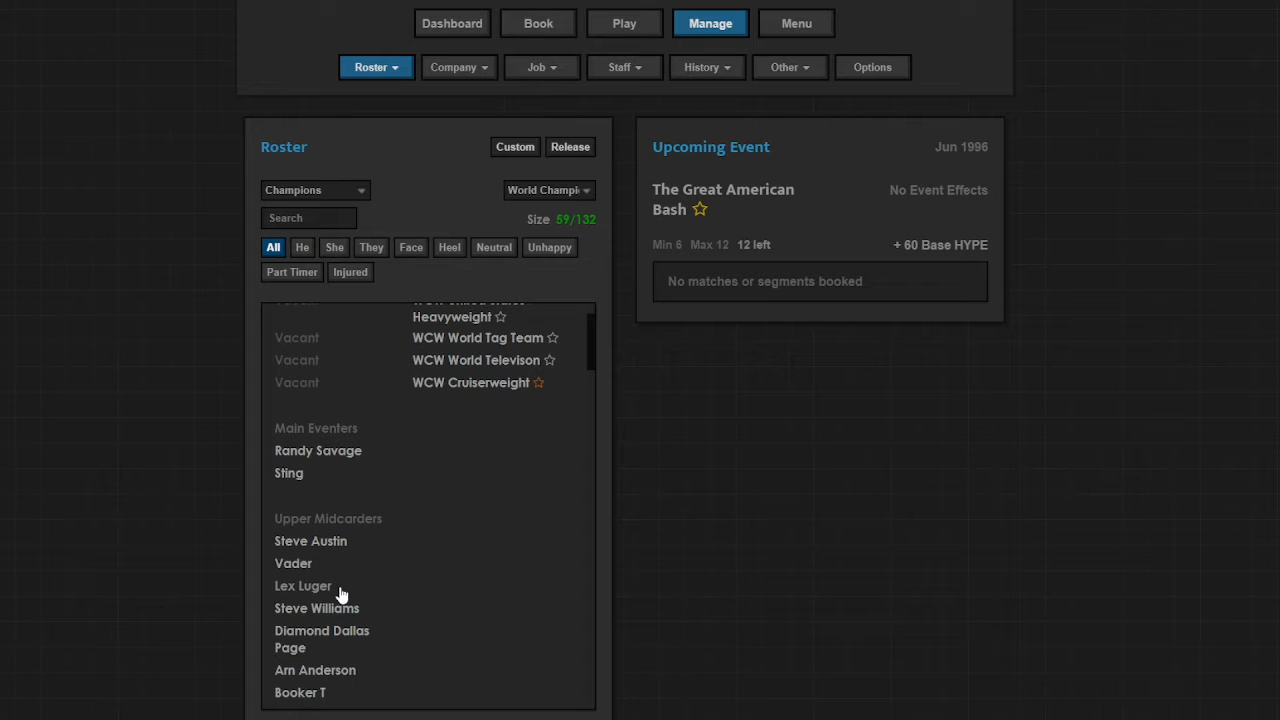 Dashboard Book Play Manage Menu
Roster Company Job Staff History Other Options
Roster Custom Release
Champions World Champi
Search Size 59/132
All He She They Face Heel Neutral Unhappy
Part Timer Injured
Heavyweight
Vacant WCW World Tag Team
Vacant WCW World Televison
Vacant WCW Cruiserweight
Main Eventers
Randy Savage
Sting
Upper Midcarders
Steve Austin
Vader
Lex Luger
Steve Williams
Diamond Dallas
Page
Arn Anderson
Booker T
Upcoming Event Jun 1996
The Great American
Bash
No Event Effects
Min 6 Max 12 12 left + 60 Base HYPE
No matches or segments booked